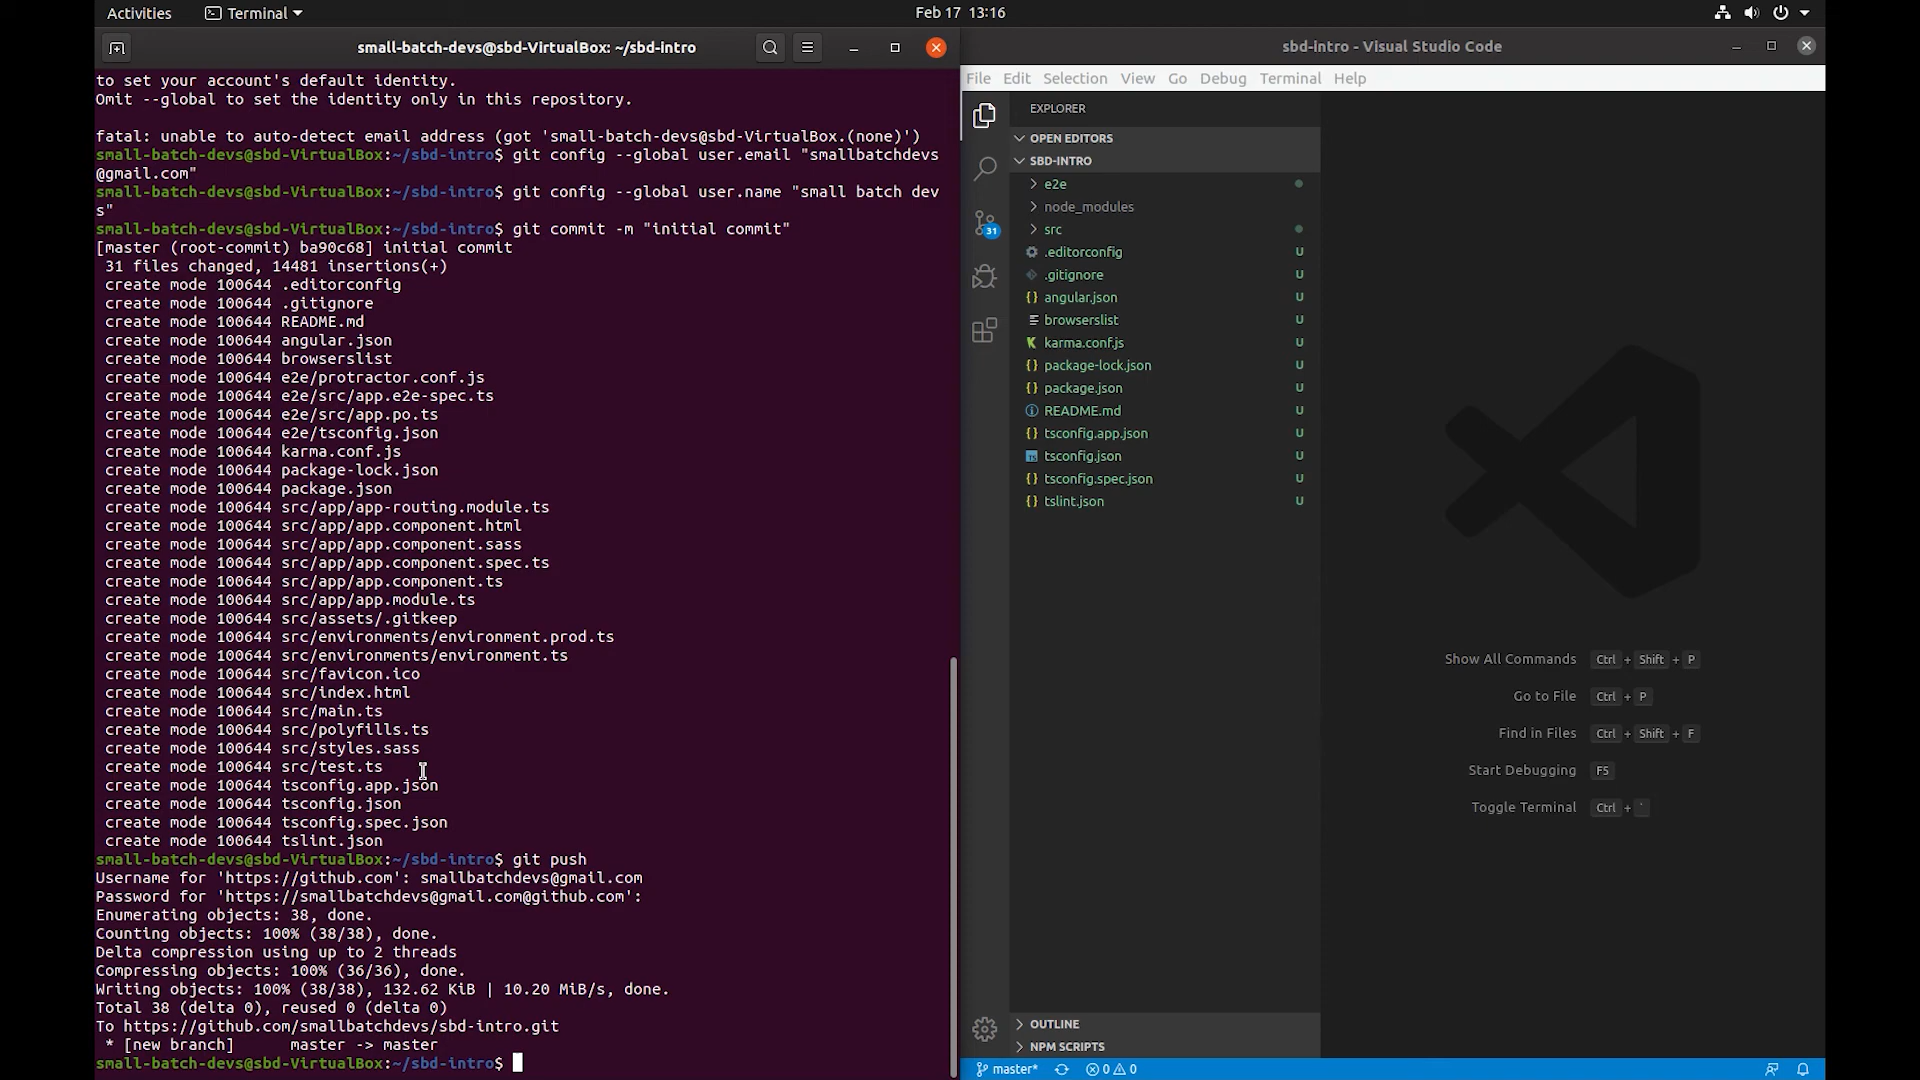 Activities
Terminal
Feb 17 13:16
small-batch-devs@sbd-VirtualBox: ~/sbd-intro
to set your account's default identity.
Omit --global to set the identity only in this repository.
fatal: unable to auto-detect email address (got 'small-batch-devs@sbd-VirtualBox.(none)')
small-batch-devs@sbd-VirtualBox:~/sbd-intro$ git config --global user.email "smallbatchdevs
@gmail.com"
small-batch-devs@sbd-VirtualBox:~/sbd-intro$ git config --global user.name "small batch dev
s"
small-batch-devs@sbd-VirtualBox:~/sbd-intro$ git commit -m "initial commit"
[master (root-commit) ba90c68] initial commit
31 files changed, 14481 insertions(+)
create mode 100644 .editorconfig
create mode 100644 .gitignore
create mode 100644 README.md
create mode 100644 angular.json
create mode 100644 browserslist
create mode 100644 e2e/protractor.conf.js
create mode 100644 e2e/src/app.e2e-spec.ts
create mode 100644 e2e/src/app.po.ts
create mode 100644 e2e/tsconfig.json
create mode 100644 karma.conf.js
create mode 100644 package-lock.json
create mode 100644 package.json
create mode 100644 src/app/app-routing.module.ts
create mode 100644 src/app/app.component.html
create mode 100644 src/app/app.component.sass
create mode 100644 src/app/app.component.spec.ts
create mode 100644 src/app/app.component.ts
create mode 100644 src/app/app.module.ts
create mode 100644 src/assets/.gitkeep
create mode 100644 src/environments/environment.prod.ts
create mode 100644 src/environments/environment.ts
create mode 100644 src/favicon.ico
create mode 100644 src/index.html
create mode 100644 src/main.ts
create mode 100644 src/polyfills.ts
create mode 100644 src/styles.sass
create mode 100644 src/test.ts
create mode 100644 tsconfig.app.json
create mode 100644 tsconfig.json
create mode 100644 tsconfig.spec.json
create mode 100644 tslint.json
small-batch-devs@sbd-VirtualBox:~/sbd-intro$ git push
Username for 'https://github.com': smallbatchdevs@gmail.com
Password for 'https://smallbatchdevs@gmail.com@github.com':
Enumerating objects: 38, done.
Counting objects: 100% (38/38), done.
Delta compression using up to 2 threads
Compressing objects: 100% (36/36), done.
Writing objects: 100% (38/38), 132.62 KiB | 10.20 MiB/s, done.
Total 38 (delta 0), reused 0 (delta 0)
To https://github.com/smallbatchdevs/sbd-intro.git
* [new branch] master -> master
small-batch-devs@sbd-VirtualBox:~/sbd-intro$
sbd-intro - Visual Studio Code
File Edit Selection View Go Debug Terminal Help
EXPLORER
OPEN EDITORS
SBD-INTRO
e2e
node_modules
src
31
.editorconfig U
.gitignore U
{} angular.json U
browserslist U
karma.conf.js U
{} package-lock.json U
{} package.json U
README.md U
{} tsconfig.app.json U
TS tsconfig.json U
{} tsconfig.spec.json U
{} tslint.json U
Show All Commands Ctrl + Shift + P
Go to File Ctrl + P
Find in Files Ctrl + Shift + F
Start Debugging F5
Toggle Terminal Ctrl + `
OUTLINE
NPM SCRIPTS
master* 0 0